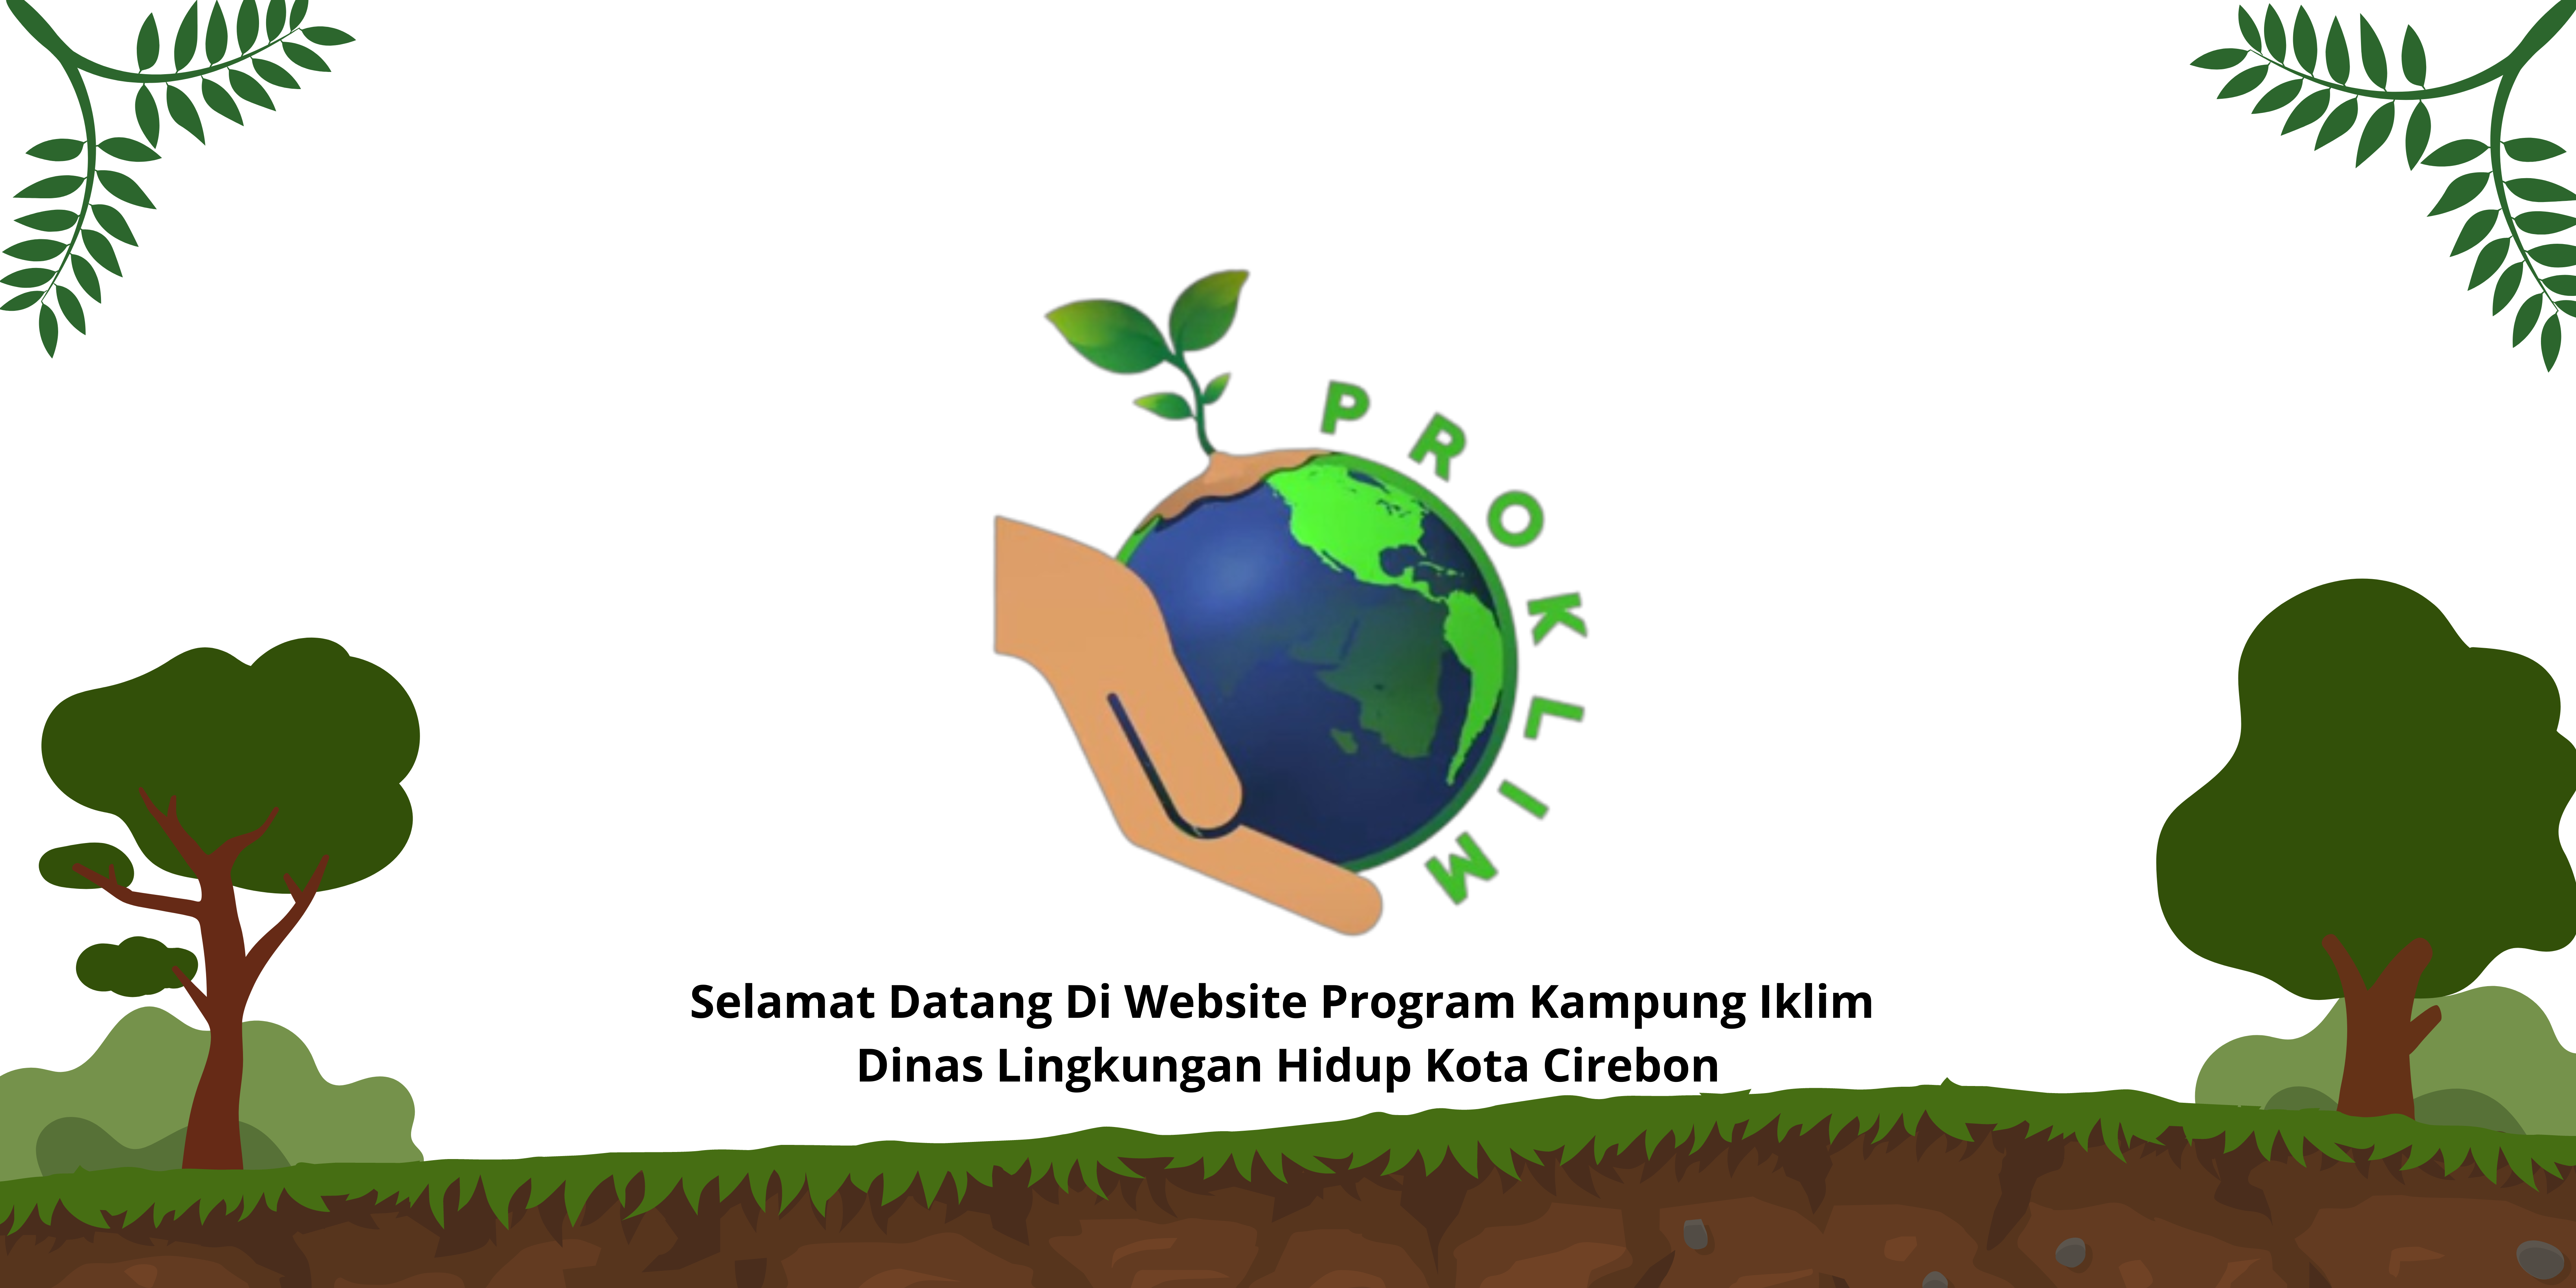 PROKLIM
Selamat Datang Di Website Program Kampung Iklim
Dinas Lingkungan Hidup Kota Cirebon